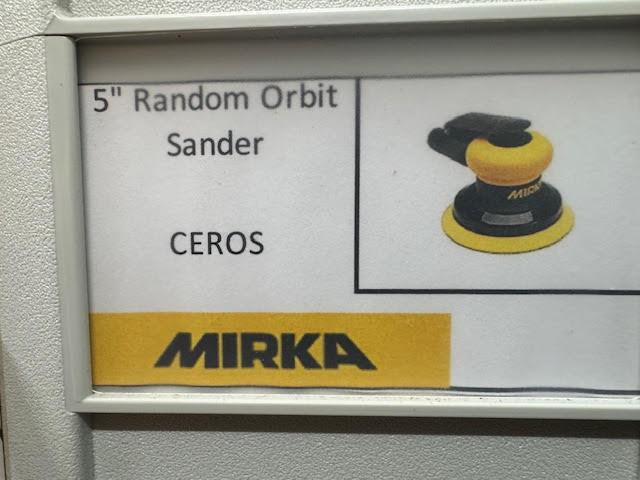 5" Random Orbit
Sander
CEROS
MIRKA
MIRKA